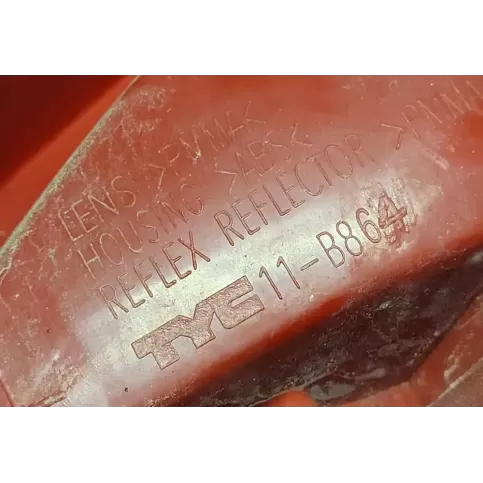 LENS >PMMA<
HOUSING >ABS<
REFLEX REFLECTOR >PMMA
TYC 11-B864